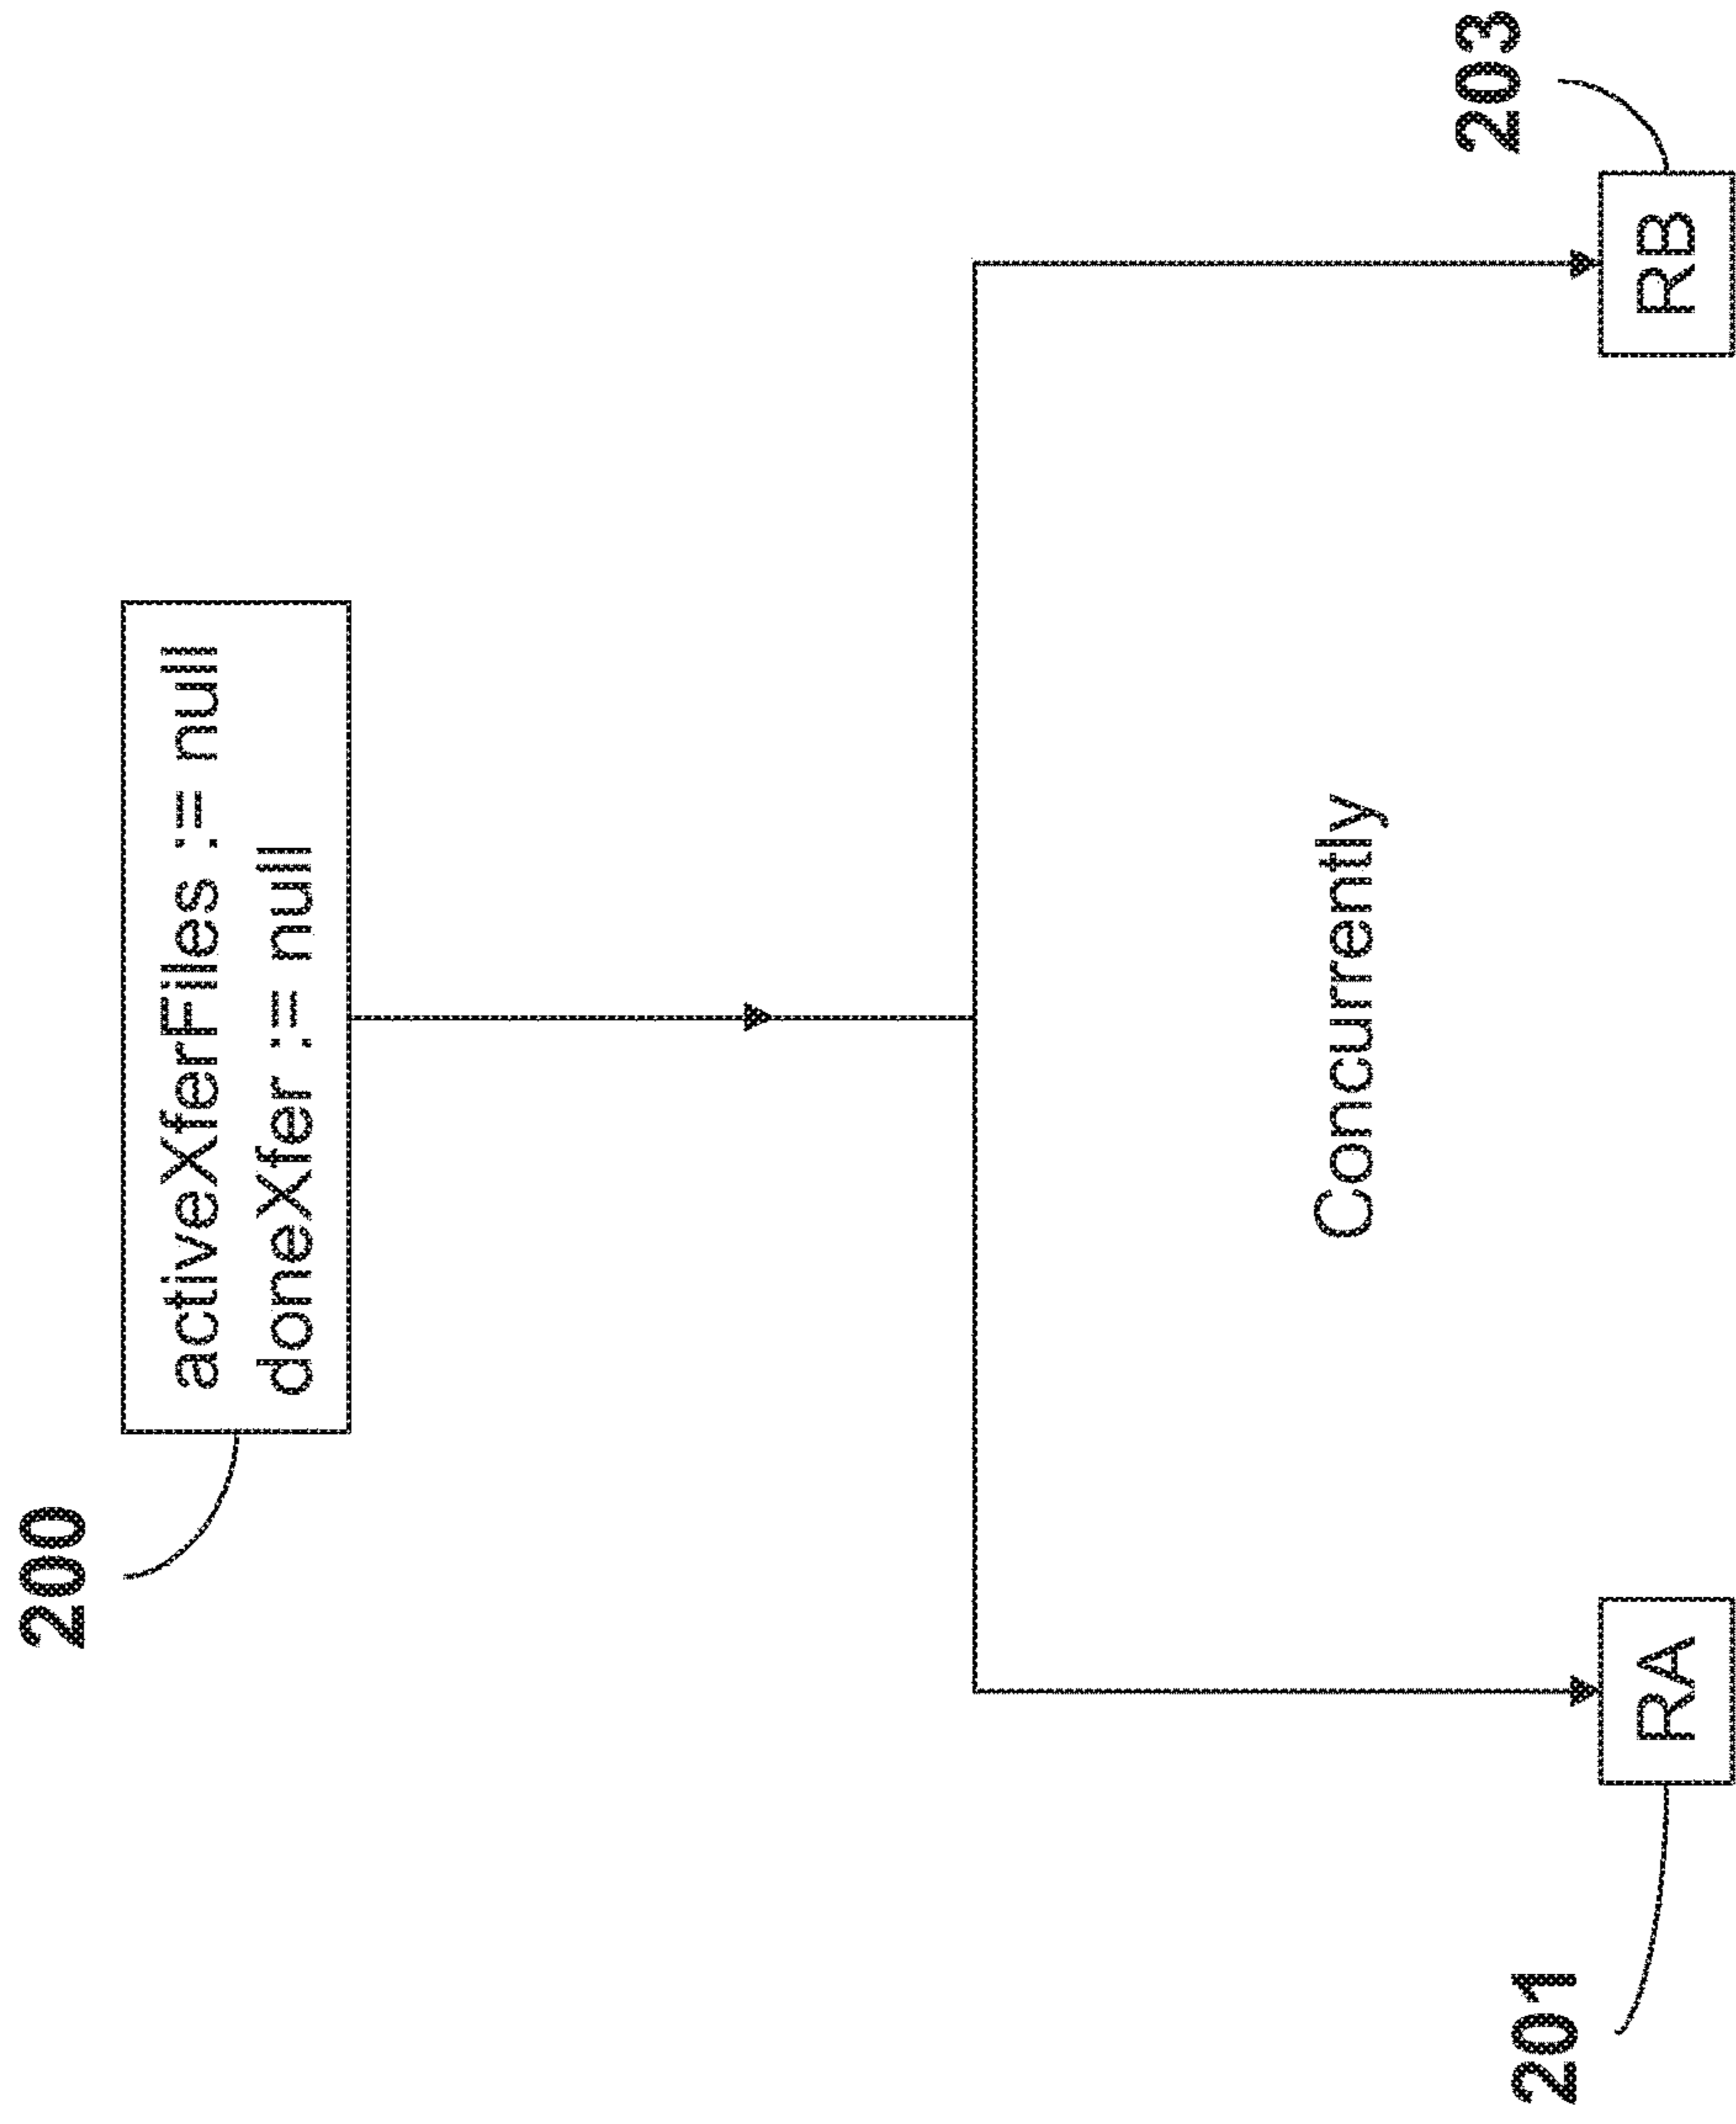 200
activeXferFiles := null
doneXfer := null
Concurrently
203
201
RA
RB